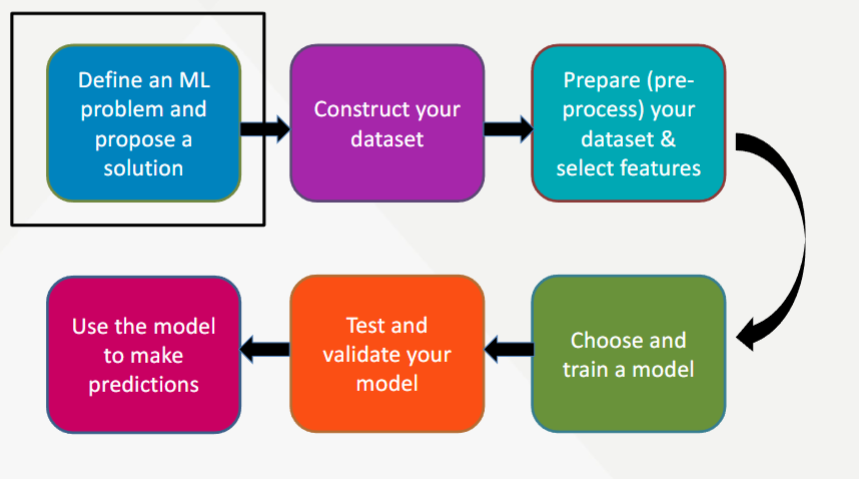 Define an ML
problem and
propose a
solution
Construct your
dataset
Prepare (pre-
process) your
dataset &
select features
Choose and
train a model
Test and
validate your
model
Use the model
to make
predictions